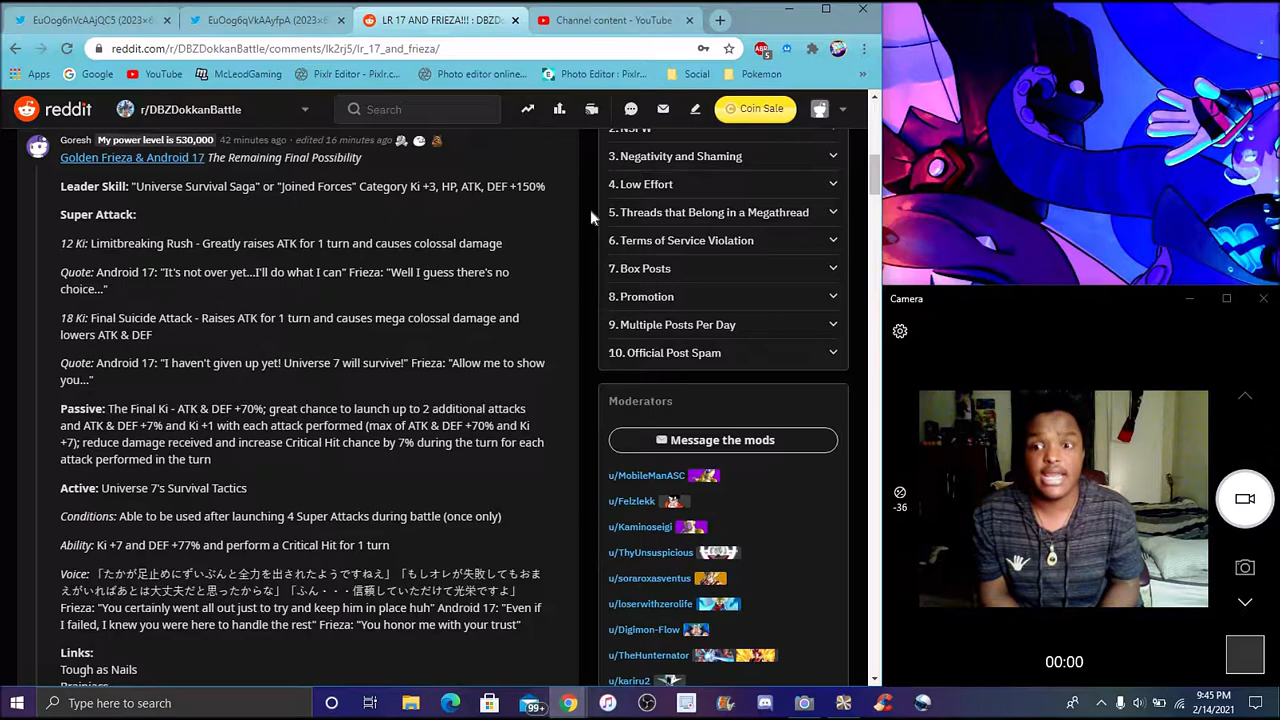 EuOog6nVcAAjQC5 (2023×6
EuOog6qVkAAyfpA (2023×6
LR 17 AND FRIEZA!!! : DBZD
Channel content - YouTube
reddit.com/r/DBZDokkanBattle/comments/lk2rj5/lr_17_and_frieza/
Apps
Google
YouTube
McLeodGaming
Pixlr Editor - Pixlr.c...
Photo editor online...
Photo Editor : Pixlr...
Social
Pokemon
reddit
r/DBZDokkanBattle
Search
Coin Sale
Goresh My power level is 530,000 42 minutes ago · edited 16 minutes ago
Golden Frieza & Android 17 The Remaining Final Possibility
Leader Skill: "Universe Survival Saga" or "Joined Forces" Category Ki +3, HP, ATK, DEF +150%
Super Attack:
12 Ki: Limitbreaking Rush - Greatly raises ATK for 1 turn and causes colossal damage
Quote: Android 17: "It's not over yet...I'll do what I can" Frieza: "Well I guess there's no
choice..."
18 Ki: Final Suicide Attack - Raises ATK for 1 turn and causes mega colossal damage and
lowers ATK & DEF
Quote: Android 17: "I haven't given up yet! Universe 7 will survive!" Frieza: "Allow me to show
you..."
Passive: The Final Ki - ATK & DEF +70%; great chance to launch up to 2 additional attacks
and ATK & DEF +7% and Ki +1 with each attack performed (max of ATK & DEF +70% and Ki
+7); reduce damage received and increase Critical Hit chance by 7% during the turn for each
attack performed in the turn
Active: Universe 7's Survival Tactics
Conditions: Able to be used after launching 4 Super Attacks during battle (once only)
Ability: Ki +7 and DEF +77% and perform a Critical Hit for 1 turn
Voice: 「たかが足止めにずいぶんと全力を出されたようですねえ」「もしオレが失敗してもおま
えがいればあとは大丈夫だと思ったからな」「ふん・・・信頼していただけて光栄ですよ」
Frieza: "You certainly went all out just to try and keep him in place huh" Android 17: "Even if
I failed, I knew you were here to handle the rest" Frieza: "You honor me with your trust"
Links:
Tough as Nails
Brainiacs
2. NSFW
3. Negativity and Shaming
4. Low Effort
5. Threads that Belong in a Megathread
6. Terms of Service Violation
7. Box Posts
8. Promotion
9. Multiple Posts Per Day
10. Official Post Spam
Moderators
Message the mods
u/MobileManASC
u/Felzlekk
u/Kaminoseigi
u/ThyUnsuspicious
u/soraroxasventus
u/loserwithzerolife
u/Digimon-Flow
u/TheHunternator
u/kariru2
Camera
-36
00:00
Type here to search
99+
9:45 PM
2/14/2021